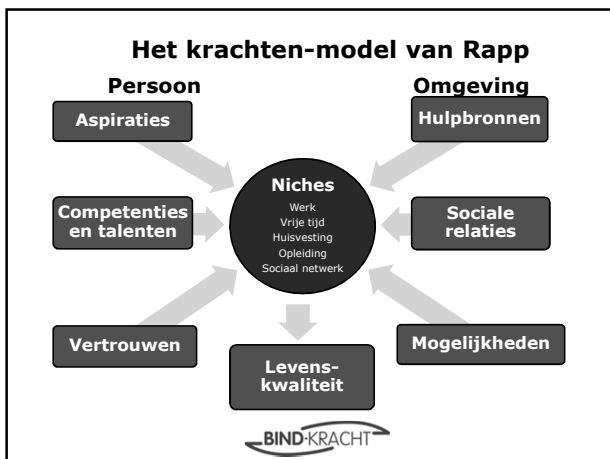 Het krachten-model van Rapp
Persoon
Omgeving
Aspiraties
Hulpbronnen
Niches
Werk
Vrije tijd
Huisvesting
Opleiding
Sociaal netwerk
Competenties
en talenten
Sociale
relaties
Vertrouwen
Mogelijkheden
Levens-
kwaliteit
BIND-KRACHT